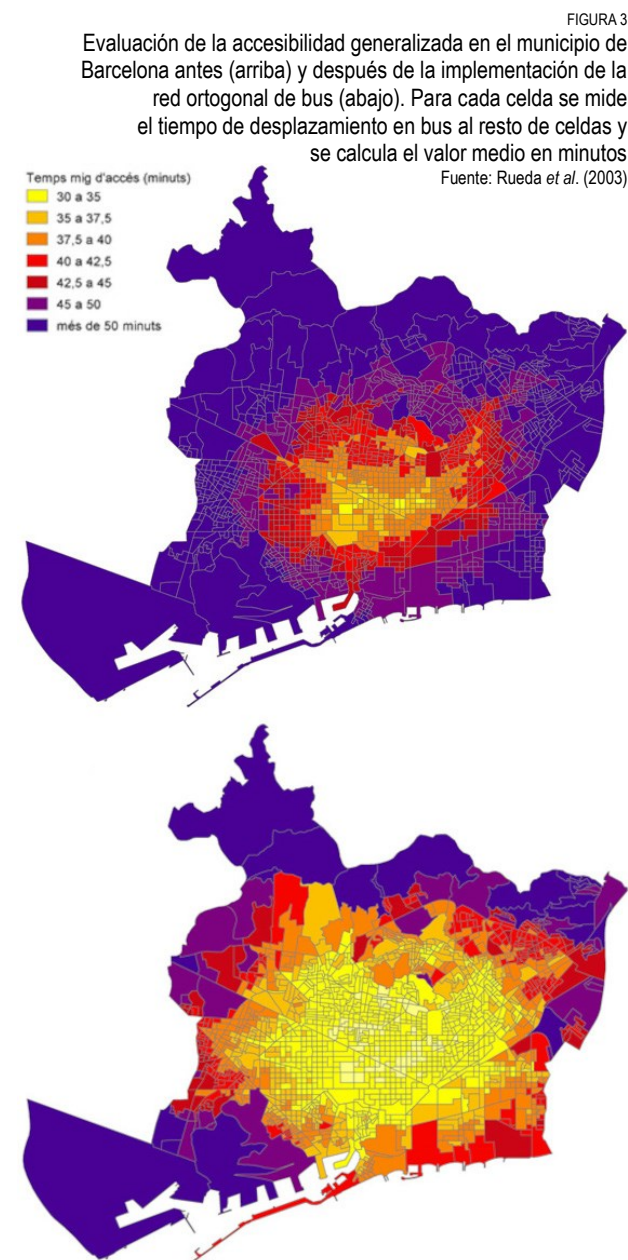 FIGURA 3
Evaluación de la accesibilidad generalizada en el municipio de
Barcelona antes (arriba) y después de la implementación de la
red ortogonal de bus (abajo). Para cada celda se mide
el tiempo de desplazamiento en bus al resto de celdas y
se calcula el valor medio en minutos
Fuente: Rueda et al. (2003)
Temps mig d'accés (minuts)
30 a 35
35 a 37,5
37,5 a 40
40 a 42,5
42,5 a 45
45 a 50
més de 50 minuts